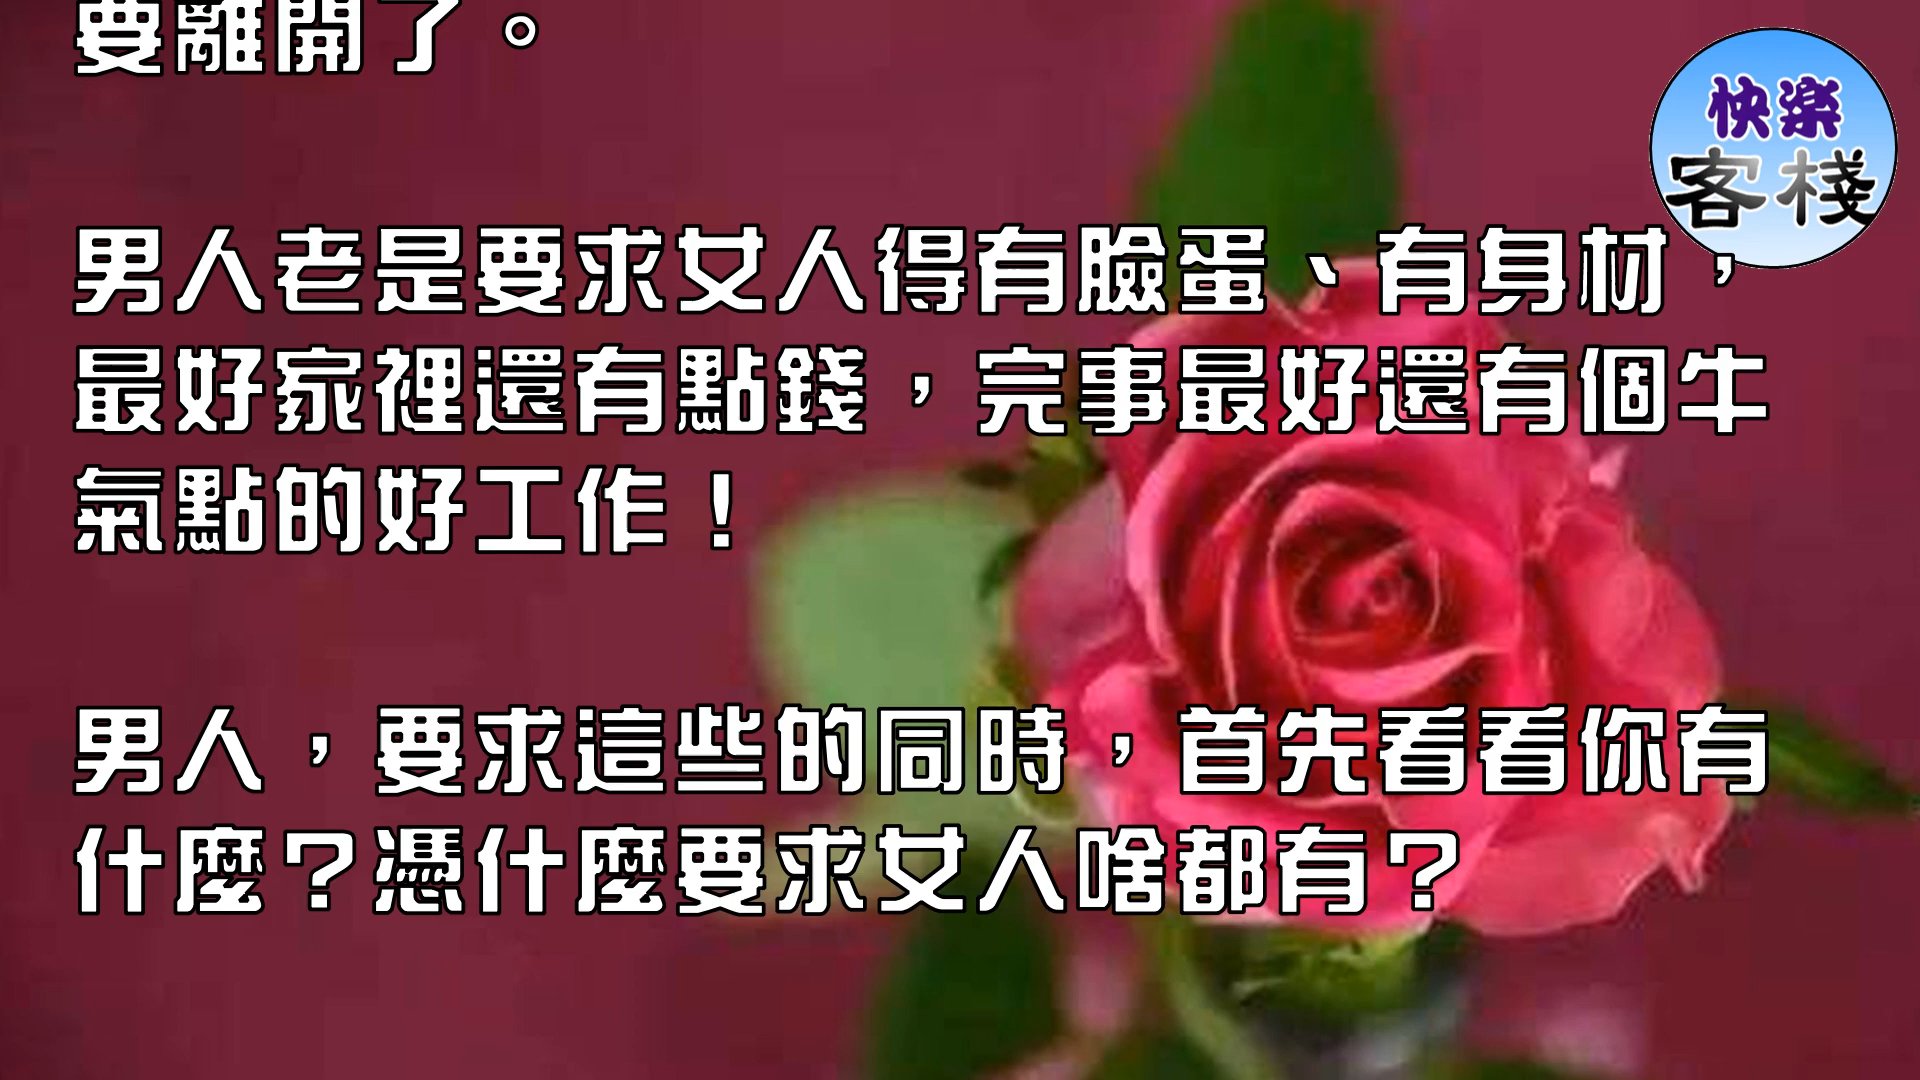 要離開了。
快樂
客棧
男人老是要求女人得有臉蛋、有身材，
最好家裡還有點錢，完事最好還有個牛
氣點的好工作！
男人，要求這些的同時，首先看看你有
什麼？憑什麼要求女人啥都有？